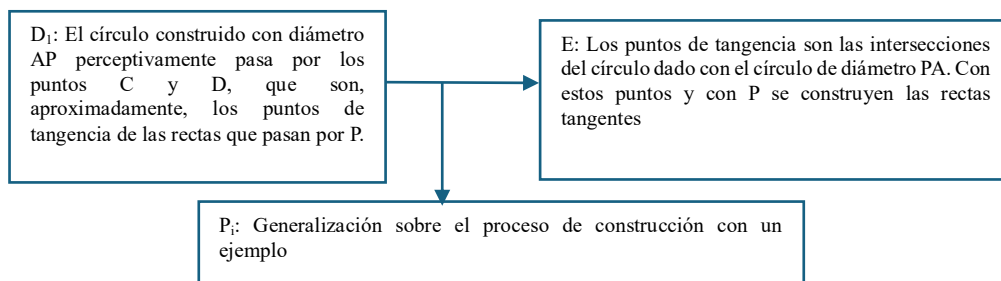 D₁: El círculo construido con diámetro
AP perceptivamente pasa por los
puntos C y D, que son,
aproximadamente, los puntos de
tangencia de las rectas que pasan por P.
E: Los puntos de tangencia son las intersecciones
del círculo dado con el círculo de diámetro PA. Con
estos puntos y con P se construyen las rectas
tangentes
Pᵢ: Generalización sobre el proceso de construcción con un
ejemplo